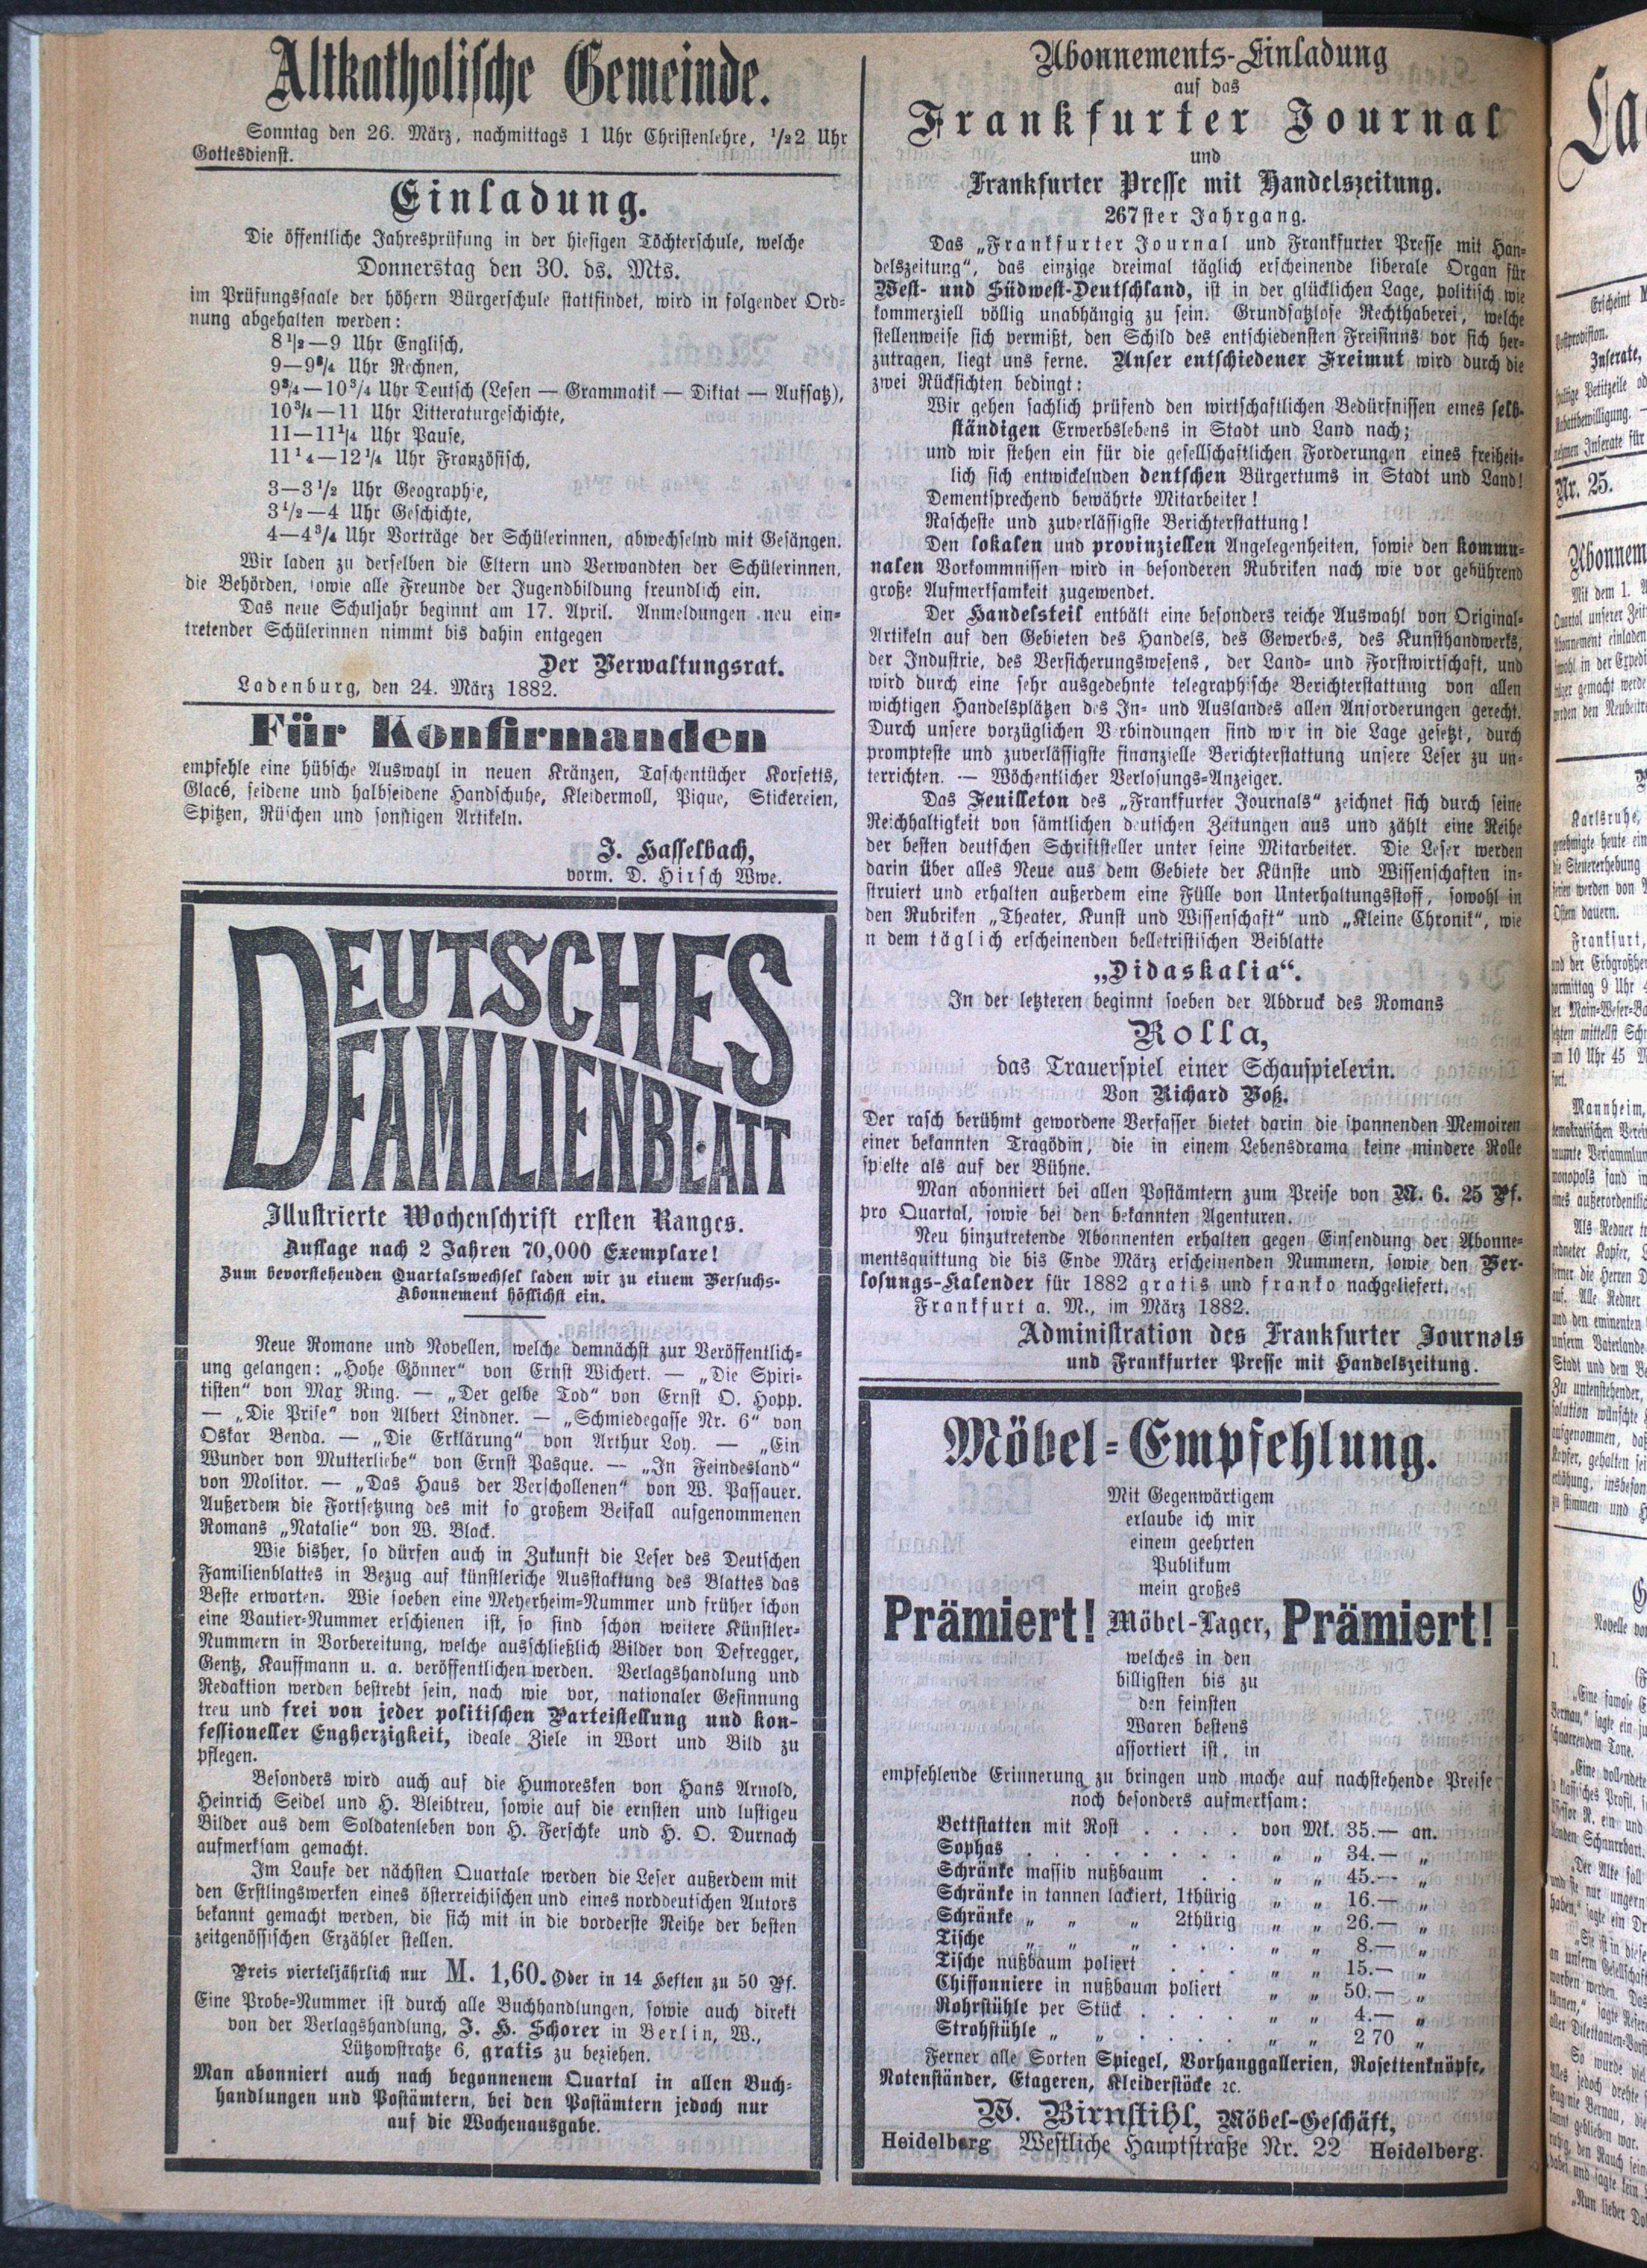 Altkatholische Gemeinde.
Sonntag den 26. März, nachmittags 1 Uhr Christenlehre, 1/2 2 Uhr
Gottesdienst.
Einladung.
Die öffentliche Jahresprüfung in der hiesigen Töchterschule, welche
Donnerstag den 30. ds. Mts.
im Prüfungssaale der höhern Bürgerschule stattfindet, wird in folgender Ord-
nung abgehalten werden:
8 1/2—9 Uhr Englisch,
9—9 3/4 Uhr Rechnen,
9 3/4—10 3/4 Uhr Deutsch (Lesen — Grammatik — Diktat — Aufsatz),
10 3/4—11 Uhr Litteraturgeschichte,
11—11 1/4 Uhr Pause,
11 1/4—12 1/4 Uhr Französisch,
3—3 1/2 Uhr Geographie,
3 1/2—4 Uhr Geschichte,
4—4 3/4 Uhr Vorträge der Schülerinnen, abwechselnd mit Gesängen.
Wir laden zu derselben die Eltern und Verwandten der Schülerinnen,
die Behörden, sowie alle Freunde der Jugendbildung freundlich ein.
Das neue Schuljahr beginnt am 17. April. Anmeldungen neu ein-
tretender Schülerinnen nimmt bis dahin entgegen
Der Verwaltungsrat.
Ladenburg, den 24. März 1882.
Für Konfirmanden
empfehle eine hübsche Auswahl in neuen Kränzen, Taschentücher Korsetts,
Glacé, seidene und halbseidene Handschuhe, Kleidermoll, Pique, Stickereien,
Spitzen, Rüschen und sonstigen Artikeln.
J. Hasselbach,
vorm. D. Hirsch Wwe.
DEUTSCHES
FAMILIENBLATT
Illustrierte Wochenschrift ersten Ranges.
Auflage nach 2 Jahren 70,000 Exemplare!
Zum bevorstehenden Quartalswechsel laden wir zu einem Versuchs-
Abonnement höflichst ein.
Neue Romane und Novellen, welche demnächst zur Veröffentlich-
ung gelangen: „Hohe Gönner“ von Ernst Wichert. — „Die Spiri-
tisten“ von Max Ring. — „Der gelbe Tod“ von Ernst O. Hopp.
— „Die Prise“ von Albert Lindner. — „Schmiedegasse Nr. 6“ von
Oskar Benda. — „Die Erklärung“ von Arthur Loy. — „Ein
Wunder von Mutterliebe“ von Ernst Pasque. — „In Feindesland“
von Molitor. — „Das Haus der Verschollenen“ von W. Passauer.
Außerdem die Fortsetzung des mit so großem Beifall aufgenommenen
Romans „Natalie“ von W. Black.
Wie bisher, so dürfen auch in Zukunft die Leser des Deutschen
Familienblattes in Bezug auf künstleriche Ausstattung des Blattes das
Beste erwarten. Wie soeben eine Meyerheim-Nummer und früher schon
eine Vautier-Nummer erschienen ist, so sind schon weitere Künstler-
Nummern in Vorbereitung, welche ausschließlich Bilder von Defregger,
Gentz, Kauffmann u. a. veröffentlichen werden. Verlagshandlung und
Redaktion werden bestrebt sein, nach wie vor, nationaler Gesinnung
treu und frei von jeder politischen Parteistellung und kon-
fessioneller Engherzigkeit, ideale Ziele in Wort und Bild zu
pflegen.
Besonders wird auch auf die Humoresken von Hans Arnold,
Heinrich Seidel und H. Bleibtreu, sowie auf die ernsten und lustigeu
Bilder aus dem Soldatenleben von H. Ferschke und H. O. Durnach
aufmerksam gemacht.
Im Laufe der nächsten Quartale werden die Leser außerdem mit
den Erstlingswerken eines österreichischen und eines norddeutschen Autors
bekannt gemacht werden, die sich mit in die vorderste Reihe der besten
zeitgenössischen Erzähler stellen.
Preis vierteljährlich nur M. 1,60. Oder in 14 Heften zu 50 Pf.
Eine Probe-Nummer ist durch alle Buchhandlungen, sowie auch direkt
von der Verlagshandlung, J. H. Schorer in Berlin, W.,
Lützowstraße 6, gratis zu beziehen.
Man abonniert auch nach begonnenem Quartal in allen Buch-
handlungen und Postämtern, bei den Postämtern jedoch nur
auf die Wochenausgabe.
Abonnements-Einladung
auf das
Frankfurter Journal
und
Frankfurter Presse mit Handelszeitung.
267ster Jahrgang.
Das „Frankfurter Journal und Frankfurter Presse mit Han-
delszeitung“, das einzige dreimal täglich erscheinende liberale Organ für
West- und Südwest-Deutschland, ist in der glücklichen Lage, politisch wie
kommerziell völlig unabhängig zu sein. Grundsatzlose Rechthaberei, welche
stellenweise sich vermißt, den Schild des entschiedensten Freisinns vor sich her-
zutragen, liegt uns ferne. Unser entschiedener Freimut wird durch die
zwei Rücksichten bedingt:
Wir gehen sachlich prüfend den wirtschaftlichen Bedürfnissen eines selb-
ständigen Erwerbslebens in Stadt und Land nach;
und wir stehen ein für die gesellschaftlichen Forderungen eines freiheit-
lich sich entwickelnden deutschen Bürgertums in Stadt und Land!
Dementsprechend bewährte Mitarbeiter!
Rascheste und zuverlässigste Berichterstattung!
Den lokalen und provinziellen Angelegenheiten, sowie den kommu-
nalen Vorkommnissen wird in besonderen Rubriken nach wie vor gebührend
große Aufmerksamkeit zugewendet.
Der Handelsteil enthält eine besonders reiche Auswahl von Original-
Artikeln auf den Gebieten des Handels, des Gewerbes, des Kunsthandwerks,
der Industrie, des Versicherungswesens, der Land- und Forstwirtschaft, und
wird durch eine sehr ausgedehnte telegraphische Berichterstattung von allen
wichtigen Handelsplätzen des In- und Auslandes allen Anforderungen gerecht.
Durch unsere vorzüglichen Verbindungen sind wir in die Lage gesetzt, durch
prompteste und zuverlässigste finanzielle Berichterstattung unsere Leser zu un-
terrichten. — Wöchentlicher Verlosungs-Anzeiger.
Das Feuilleton des „Frankfurter Journals“ zeichnet sich durch seine
Reichhaltigkeit von sämtlichen deutschen Zeitungen aus und zählt eine Reihe
der besten deutschen Schriftsteller unter seine Mitarbeiter. Die Leser werden
darin über alles Neue aus dem Gebiete der Künste und Wissenschaften in-
struiert und erhalten außerdem eine Fülle von Unterhaltungsstoff, sowohl in
den Rubriken „Theater, Kunst und Wissenschaft“ und „Kleine Chronik“, wie
n dem täglich erscheinenden belletristischen Beiblatte
„Didaskalia“.
In der letzteren beginnt soeben der Abdruck des Romans
Rolla,
das Trauerspiel einer Schauspielerin.
Von Richard Voß.
Der rasch berühmt gewordene Verfasser bietet darin die spannenden Memoiren
einer bekannten Tragödin, die in einem Lebensdrama keine mindere Rolle
spielte als auf der Bühne.
Man abonniert bei allen Postämtern zum Preise von M. 6. 25 Pf.
pro Quartal, sowie bei den bekannten Agenturen.
Neu hinzutretende Abonnenten erhalten gegen Einsendung der Abonne-
mentsquittung die bis Ende März erscheinenden Nummern, sowie den Ver-
losungs-Kalender für 1882 gratis und franko nachgeliefert.
Frankfurt a. M., im März 1882.
Administration des Frankfurter Journals
und Frankfurter Presse mit Handelszeitung.
Möbel-Empfehlung.
Mit Gegenwärtigem
erlaube ich mir
einem geehrten
Publikum
mein großes
Prämiert! Möbel-Lager, Prämiert!
welches in den
billigsten bis zu
den feinsten
Waren bestens
assortiert ist, in
empfehlende Erinnerung zu bringen und mache auf nachstehende Preise
noch besonders aufmerksam:
Bettstatten mit Rost . . . . von Mk. 35.— an.
Sophas . . . . . . . „ „ 34.— „
Schränke massiv nußbaum . . „ „ 45.— „
Schränke in tannen lackiert, 1thürig „ „ 16.— „
Schränke „ „ „ 2thürig „ „ 26.— „
Tische „ „ „ . . . „ „ 8.— „
Tische nußbaum poliert . . . „ „ 15.— „
Chiffonniere in nußbaum poliert „ „ 50.— „
Rohrstühle per Stück . . . . „ „ 4.— „
Strohstühle „ „ . . . . „ „ 2 70 „
Ferner alle Sorten Spiegel, Vorhanggallerien, Rosettenknöpfe,
Notenständer, Etageren, Kleiderstöcke ꝛc.
W. Birnstihl, Möbel-Geschäft,
Heidelberg Westliche Hauptstraße Nr. 22 Heidelberg.
La
Erscheint
Inserate,
Nr. 25.
Mit dem 1.
Karlsruhe,
Ostern dauern.
Frankfurt,
und der Erbgroßher
vormittag 9 Uhr
um 10 Uhr 45
fort.
Mannheim,
Als Redner
Stadt und dem
I.